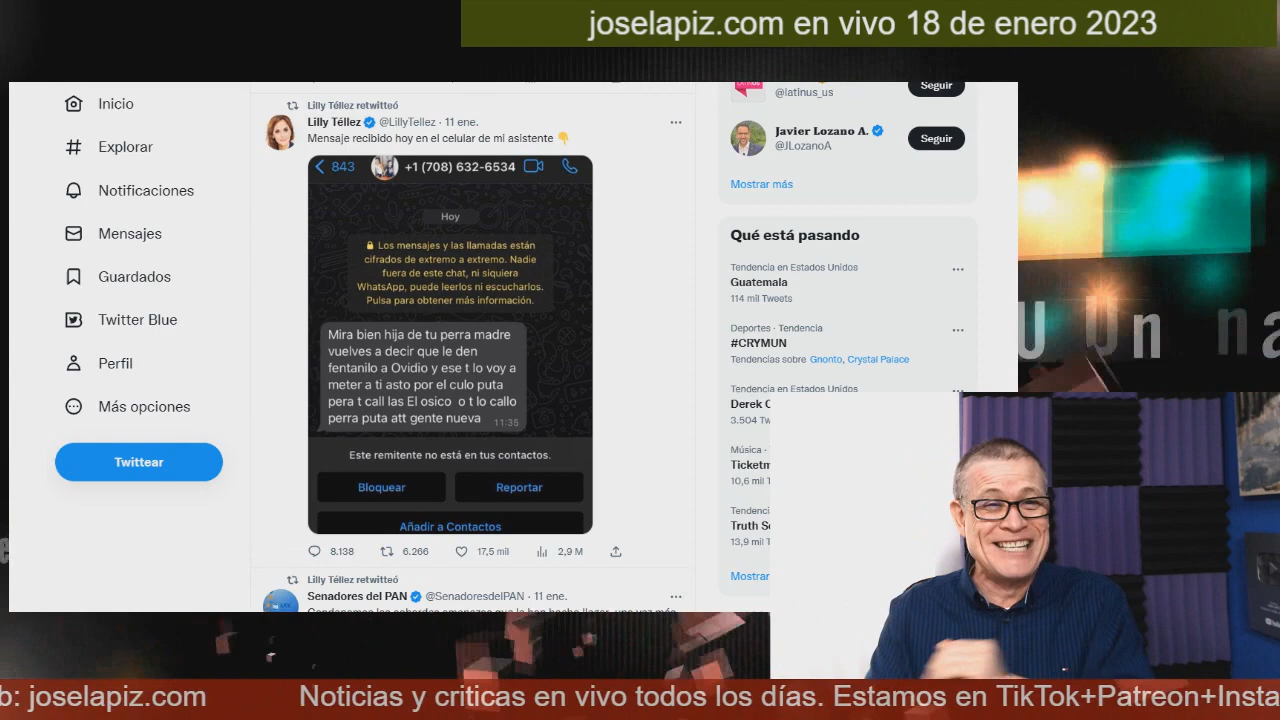 joselapiz.com en vivo 18 de enero 2023
Inicio
Explorar
Notificaciones
Mensajes
Guardados
Twitter Blue
Perfil
Más opciones
Twittear
Lilly Téllez retwitteó
Lilly Téllez @LillyTellez · 11 ene.
Mensaje recibido hoy en el celular de mi asistente
843
+1 (708) 632-6534
Hoy
Los mensajes y las llamadas están
cifrados de extremo a extremo. Nadie
fuera de este chat, ni siquiera
WhatsApp, puede leerlos ni escucharlos.
Pulsa para obtener más información.
Mira bien hija de tu perra madre
vuelves a decir que le den
fentanilo a Ovidio y ese t lo voy a
meter a ti asto por el culo puta
pera t call las El osico o t lo callo
perra puta att gente nueva
11:35
Este remitente no está en tus contactos.
Bloquear
Reportar
Añadir a Contactos
8.138
6.266
17,5 mil
2,9 M
Lilly Téllez retwitteó
Senadores del PAN @SenadoresdelPAN · 11 ene.
@latinus_us
Seguir
Javier Lozano A.
@JLozanoA
Seguir
Mostrar más
Qué está pasando
Tendencia en Estados Unidos
Guatemala
114 mil Tweets
Deportes · Tendencia
#CRYMUN
Tendencias sobre Gnonto, Crystal Palace
Tendencia en Estados Unidos
Derek
3.504 Tw
Música ·
Ticketm
10,6 mil
Tendenci
Truth S
13,9 mil T
Mostrar
U Un na
b: joselapiz.com
Noticias y criticas en vivo todos los días. Estamos en TikTok+Patreon+Insta